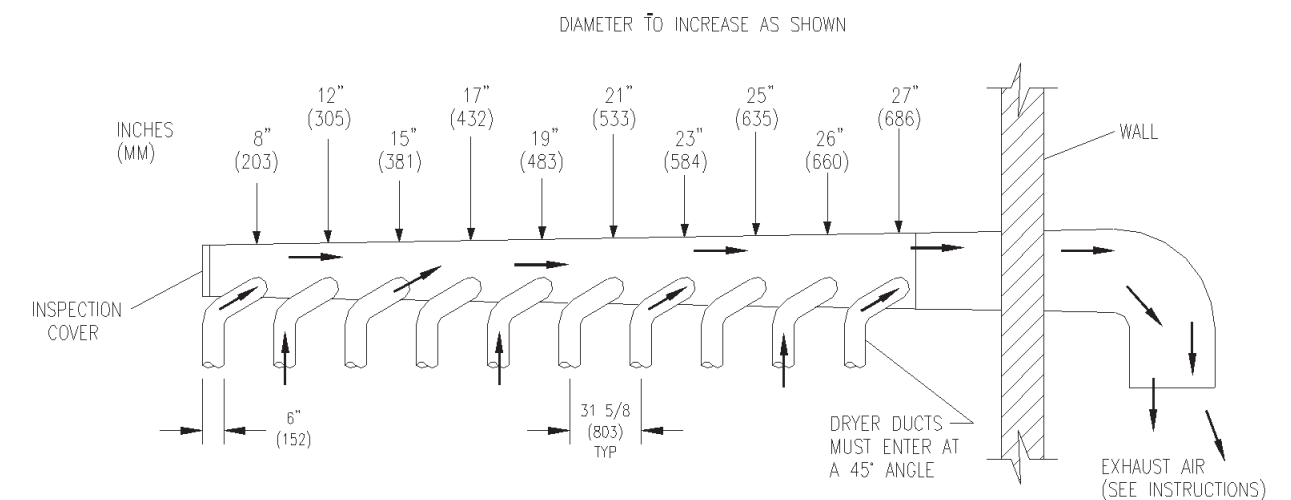 DIAMETER TO INCREASE AS SHOWN
INCHES
(MM)
8”
(203)
12”
(305)
15”
(381)
17”
(432)
19”
(483)
21”
(533)
23”
(584)
25”
(635)
26”
(660)
27”
(686)
WALL
INSPECTION
COVER
6”
(152)
31 5/8
(803)
TYP
DRYER DUCTS
MUST ENTER AT
A 45° ANGLE
EXHAUST AIR
(SEE INSTRUCTIONS)